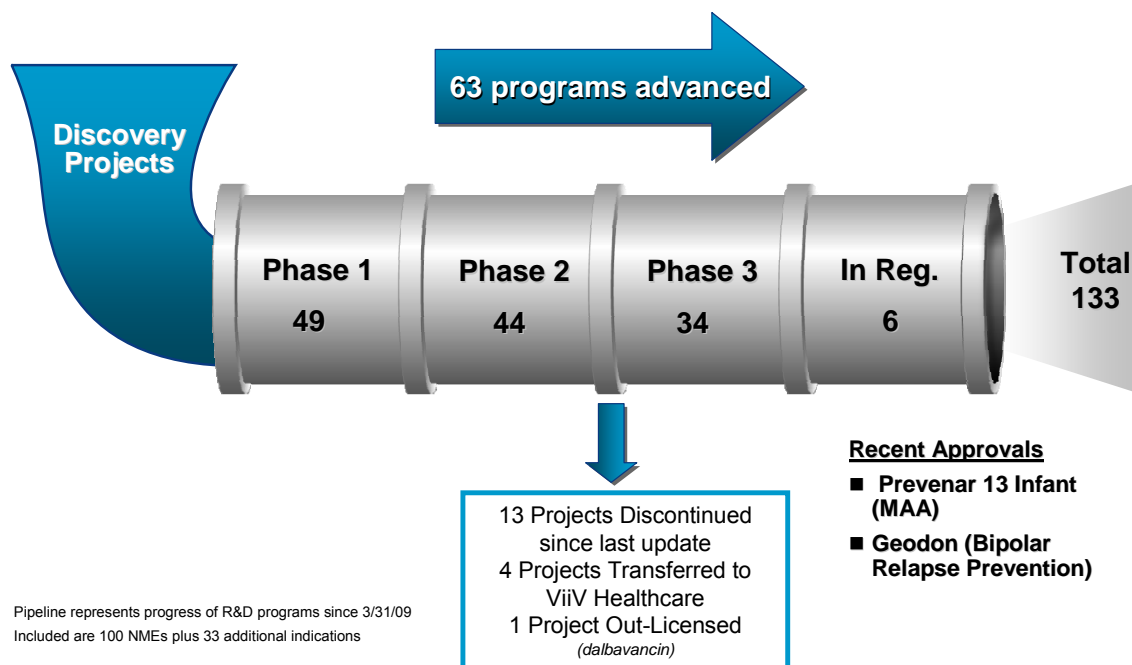 63 programs advanced
Discovery
Projects
Phase 1
49
Phase 2
44
Phase 3
34
In Reg.
6
Total
133
13 Projects Discontinued
since last update
4 Projects Transferred to
ViiV Healthcare
1 Project Out-Licensed
(dalbavancin)
Recent Approvals
■ Prevenar 13 Infant
(MAA)
■ Geodon (Bipolar
Relapse Prevention)
Pipeline represents progress of R&D programs since 3/31/09
Included are 100 NMEs plus 33 additional indications